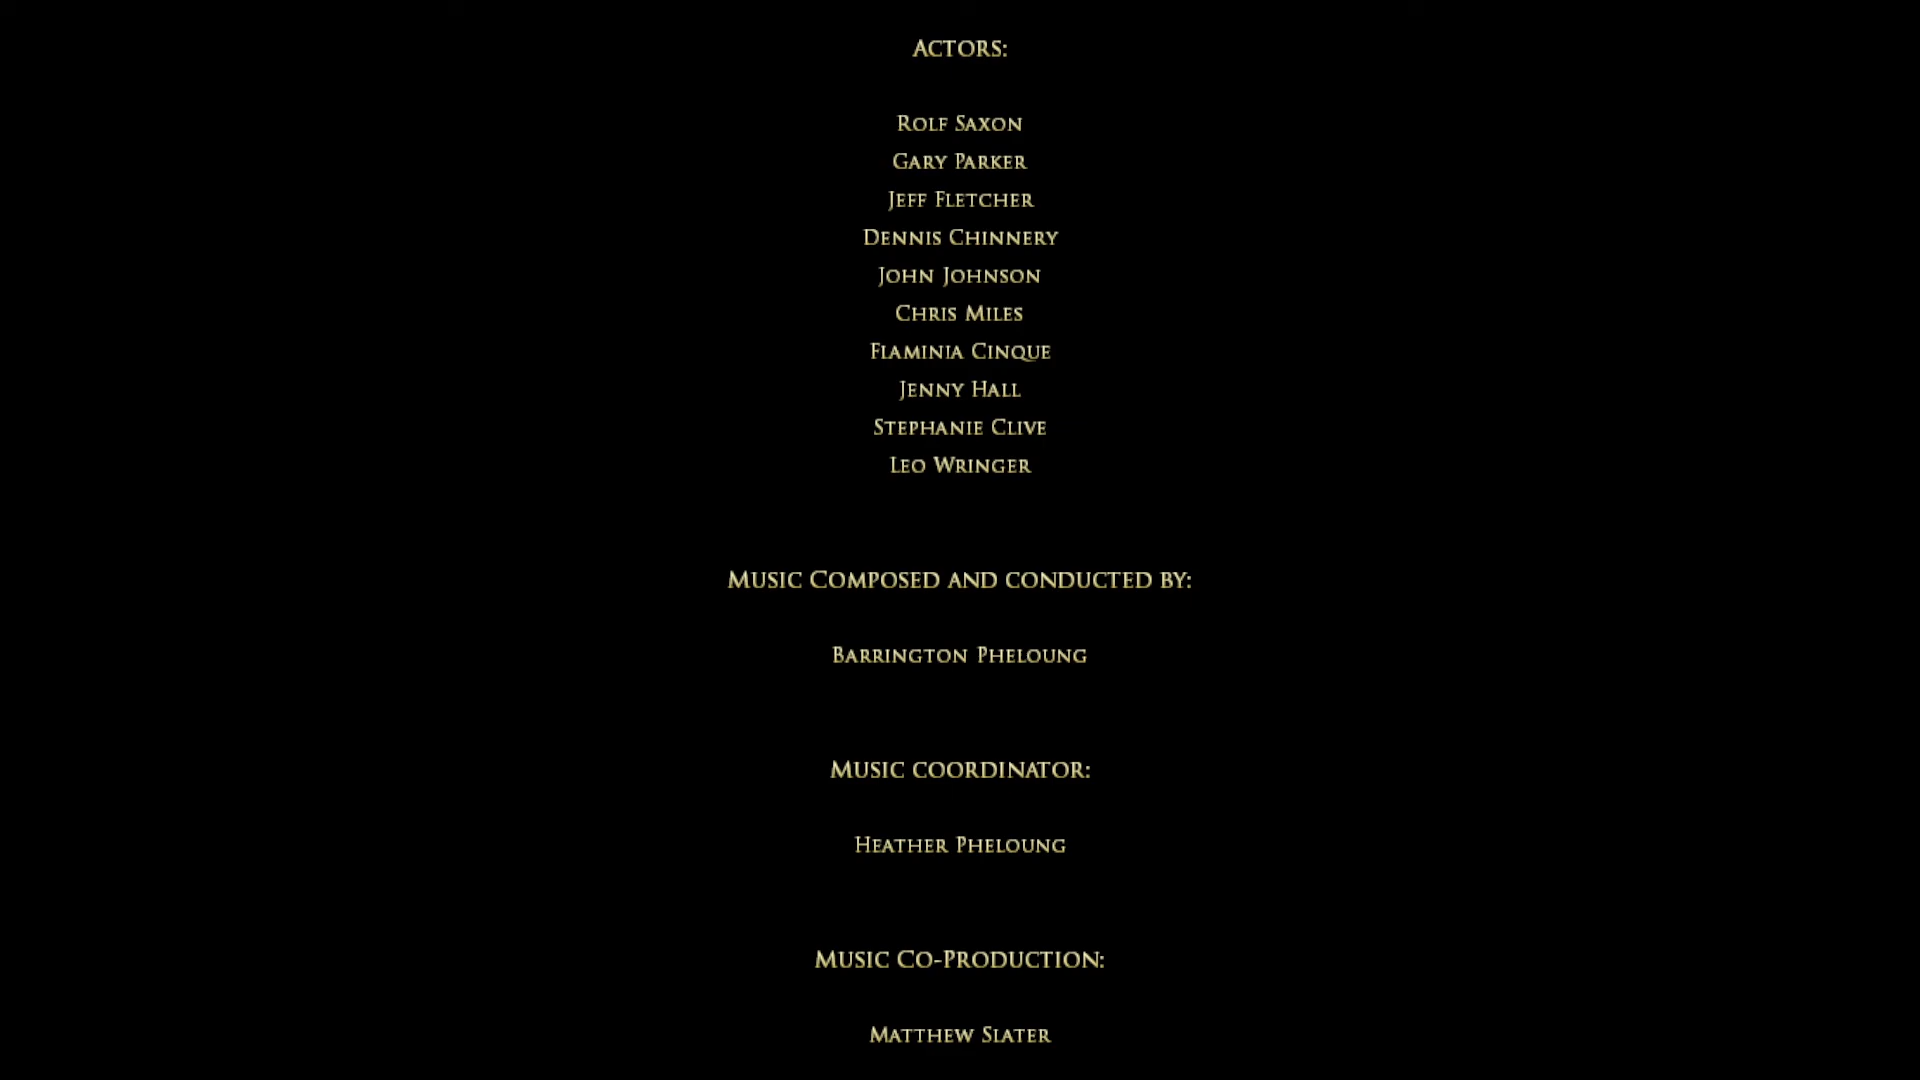 Actors:
Rolf Saxon
Gary Parker
Jeff Fletcher
Dennis Chinnery
John Johnson
Chris Miles
Flaminia Cinque
Jenny Hall
Stephanie Clive
Leo Wringer
Music Composed and conducted by:
Barrington Pheloung
Music coordinator:
Heather Pheloung
Music Co-Production:
Matthew Slater